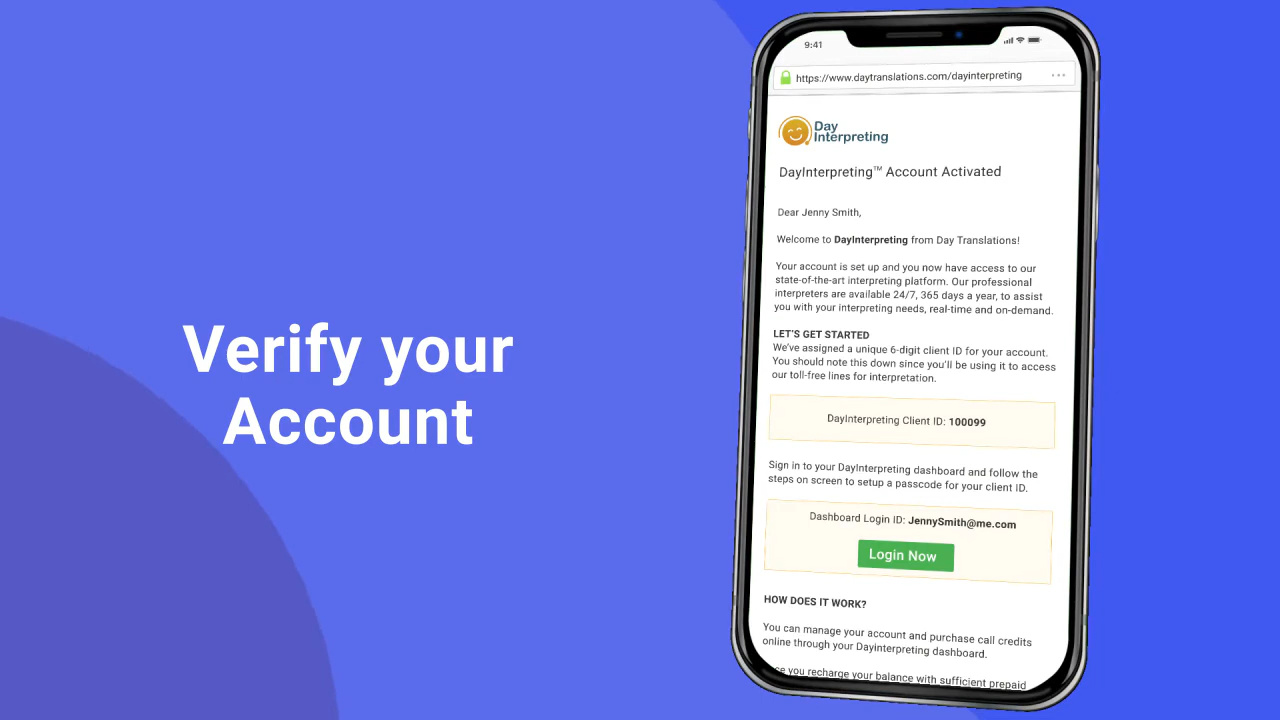 Verify your
Account
9:41
https://www.daytranslations.com/dayinterpreting
Day
Interpreting
DayInterpreting™ Account Activated
Dear Jenny Smith,
Welcome to DayInterpreting from Day Translations!
Your account is set up and you now have access to our
state-of-the-art interpreting platform. Our professional
interpreters are available 24/7, 365 days a year, to assist
you with your interpreting needs, real-time and on-demand.
LET'S GET STARTED
We've assigned a unique 6-digit client ID for your account.
You should note this down since you'll be using it to access
our toll-free lines for interpretation.
DayInterpreting Client ID: 100099
Sign in to your DayInterpreting dashboard and follow the
steps on screen to setup a passcode for your client ID.
Dashboard Login ID: JennySmith@me.com
Login Now
HOW DOES IT WORK?
You can manage your account and purchase call credits
online through your Dayinterpreting dashboard.
you recharge your balance with sufficient prepaid